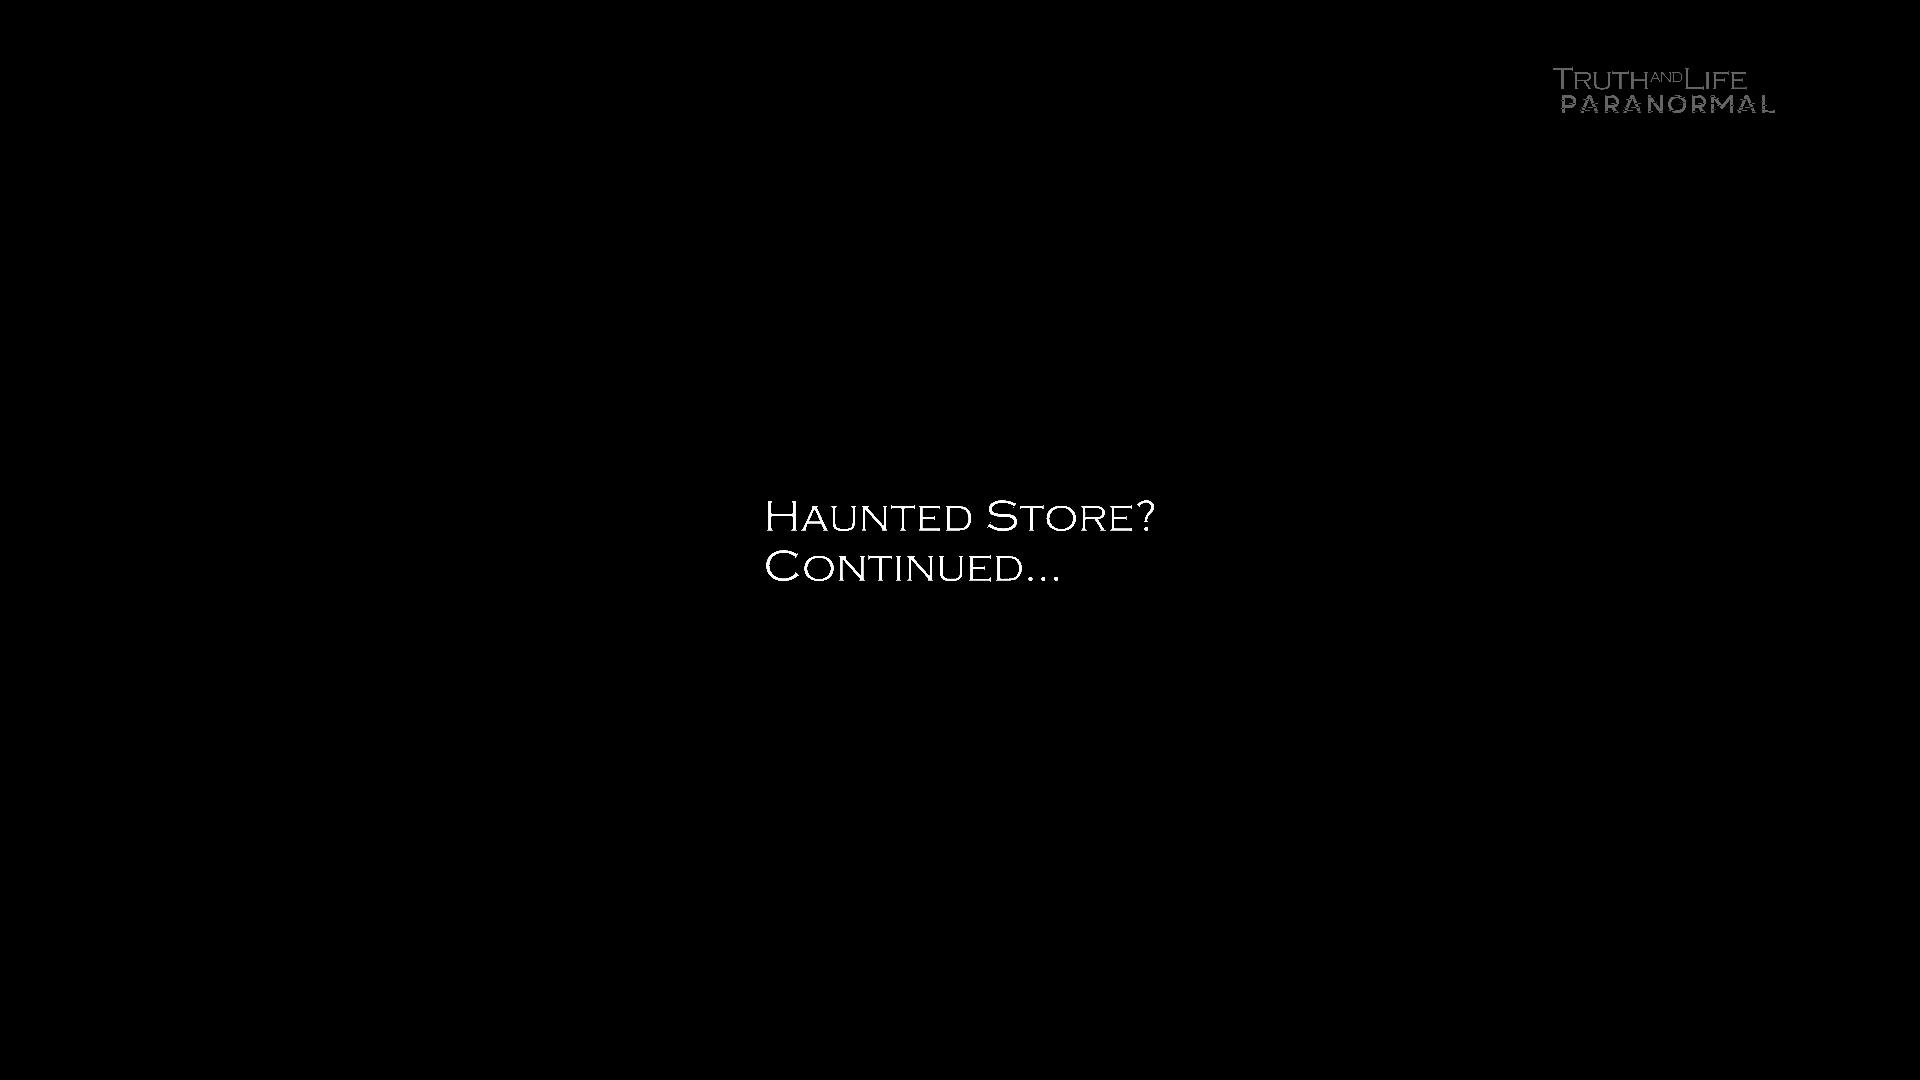 TRUTH AND LIFE
PARANORMAL
HAUNTED STORE?
CONTINUED...